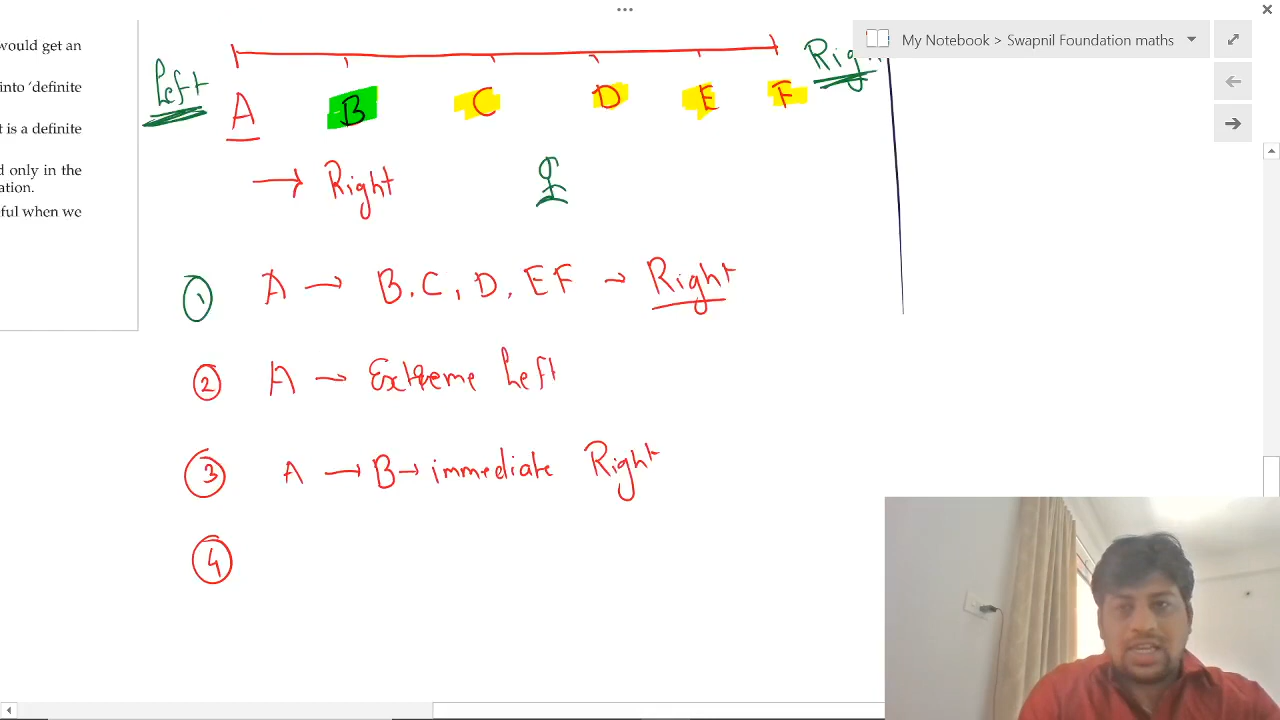 would get an
into ‘definite
t is a definite
d only in the
ation.
ful when we
My Notebook > Swapnil Foundation maths
Left
Right
A B C D E F
→ Right
① A → B, C, D, E F → Right
② A → Extreme Left
③ A → B → immediate Right
④